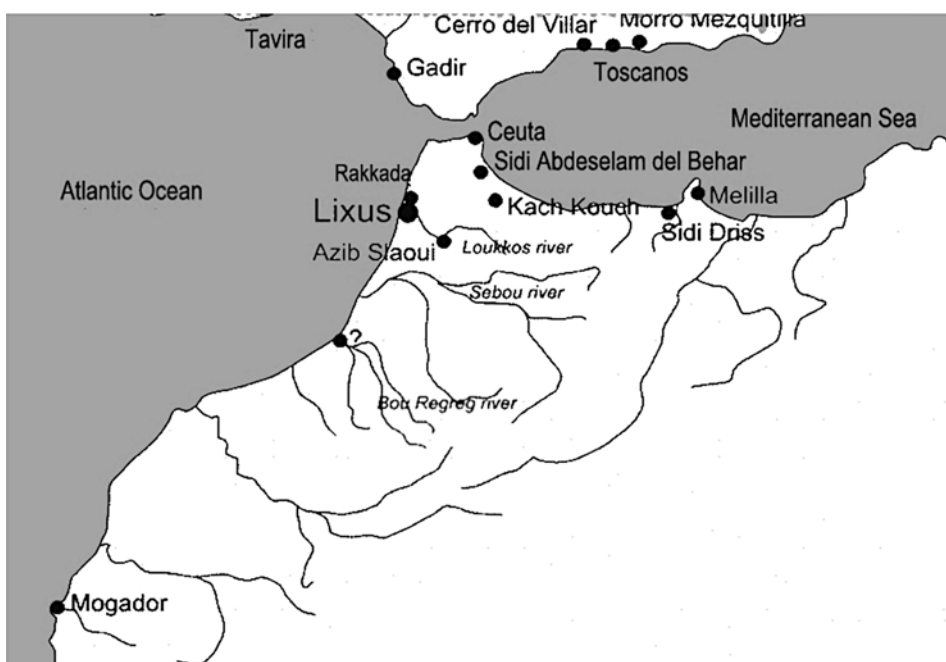 Cerro del Villar
Morro Mezquitilla
Tavira
Gadir
Toscanos
Mediterranean Sea
Ceuta
Sidi Abdeselam del Behar
Atlantic Ocean
Rakkada
Melilla
Lixus
Kach Kouch
Sidi Driss
Azib Slaoui
Loukkos river
Sebou river
?
Bou Regreg river
Mogador